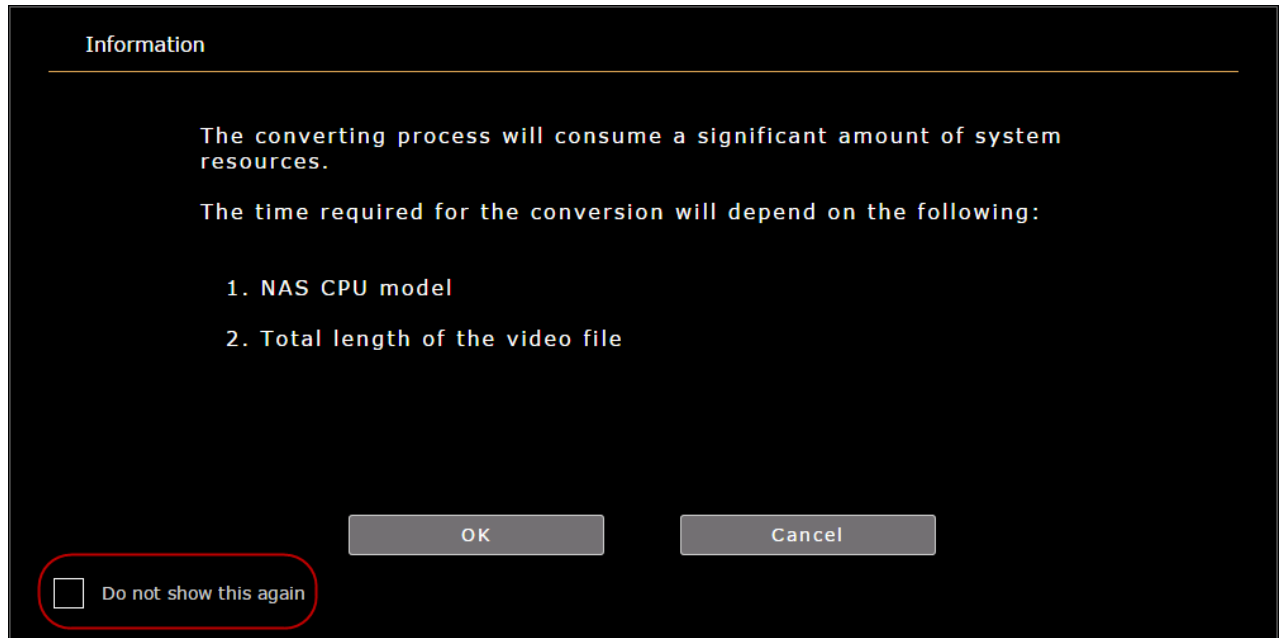 Information
The converting process will consume a significant amount of system
resources.
The time required for the conversion will depend on the following:
1. NAS CPU model
2. Total length of the video file
OK
Cancel
Do not show this again